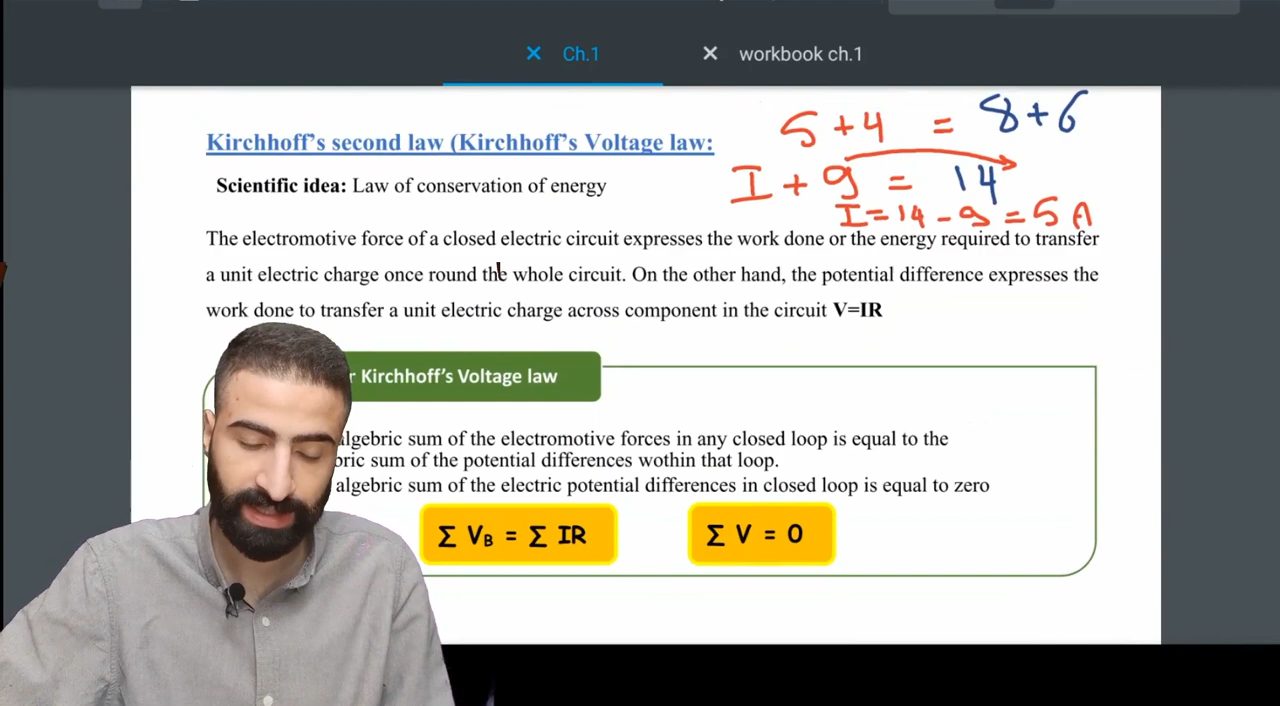 Ch.1
workbook ch.1
5 + 4 = 8 + 6
Kirchhoff's second law (Kirchhoff's Voltage law:
I + 9 = 14
Scientific idea: Law of conservation of energy
I = 14 - 9 = 5 A
The electromotive force of a closed electric circuit expresses the work done or the energy required to transfer
a unit electric charge once round the whole circuit. On the other hand, the potential difference expresses the
work done to transfer a unit electric charge across component in the circuit V=IR
Kirchhoff's Voltage law
algebric sum of the electromotive forces in any closed loop is equal to the
sum of the potential differences wothin that loop.
algebric sum of the electric potential differences in closed loop is equal to zero
Σ VB = Σ IR
Σ V = 0